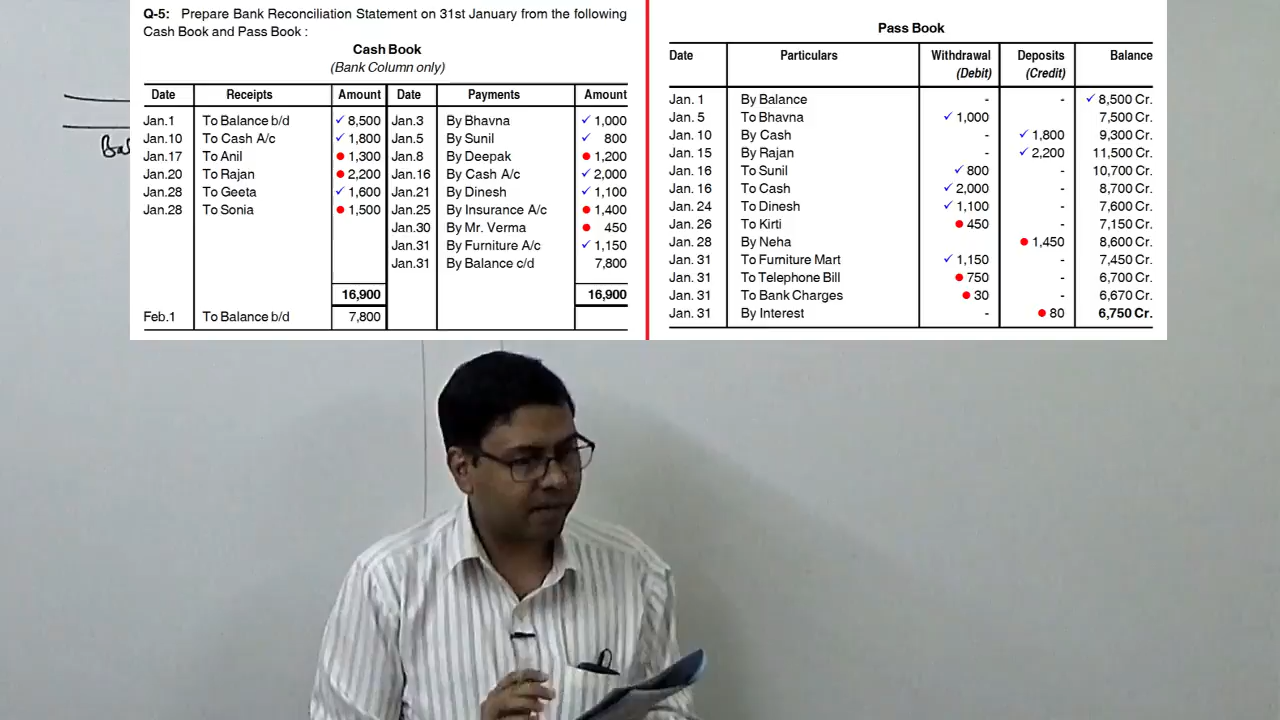 Q-5: Prepare Bank Reconciliation Statement on 31st January from the following
Cash Book and Pass Book :
Cash Book
(Bank Column only)
Date Receipts Amount Date Payments Amount
Jan.1 To Balance b/d ✓ 8,500 Jan.3 By Bhavna ✓ 1,000
Jan.10 To Cash A/c ✓ 1,800 Jan.5 By Sunil ✓ 800
Jan.17 To Anil ● 1,300 Jan.8 By Deepak ● 1,200
Jan.20 To Rajan ● 2,200 Jan.16 By Cash A/c ✓ 2,000
Jan.28 To Geeta ✓ 1,600 Jan.21 By Dinesh ✓ 1,100
Jan.28 To Sonia ● 1,500 Jan.25 By Insurance A/c ● 1,400
Jan.30 By Mr. Verma ● 450
Jan.31 By Furniture A/c ✓ 1,150
Jan.31 By Balance c/d 7,800
16,900 16,900
Feb.1 To Balance b/d 7,800
Pass Book
Date Particulars Withdrawal Deposits Balance
(Debit) (Credit)
Jan. 1 By Balance - - ✓ 8,500 Cr.
Jan. 5 To Bhavna ✓ 1,000 - 7,500 Cr.
Jan. 10 By Cash - ✓ 1,800 9,300 Cr.
Jan. 15 By Rajan - ✓ 2,200 11,500 Cr.
Jan. 16 To Sunil ✓ 800 - 10,700 Cr.
Jan. 16 To Cash ✓ 2,000 - 8,700 Cr.
Jan. 24 To Dinesh ✓ 1,100 - 7,600 Cr.
Jan. 26 To Kirti ● 450 - 7,150 Cr.
Jan. 28 By Neha - ● 1,450 8,600 Cr.
Jan. 31 To Furniture Mart ✓ 1,150 - 7,450 Cr.
Jan. 31 To Telephone Bill ● 750 - 6,700 Cr.
Jan. 31 To Bank Charges ● 30 - 6,670 Cr.
Jan. 31 By Interest - ● 80 6,750 Cr.